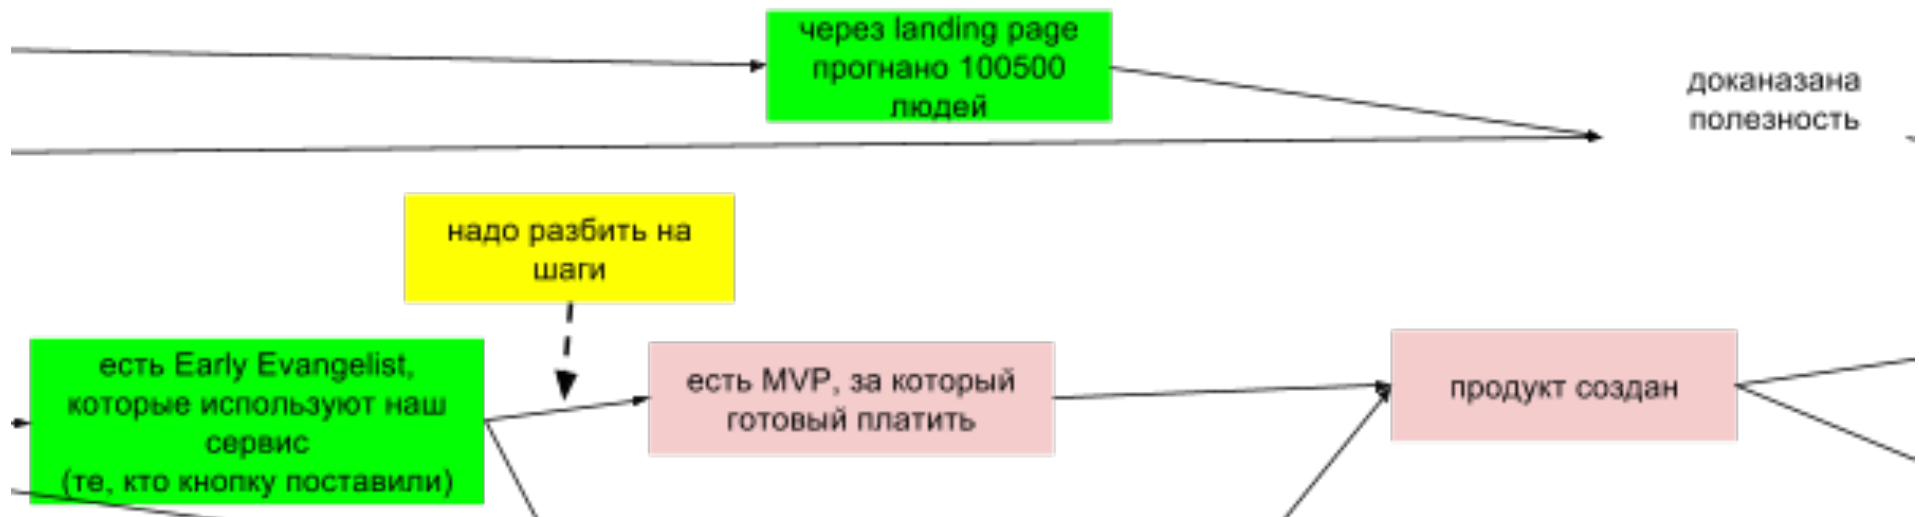 через landing page
прогнано 100500
людей
доканазана
полезность
надо разбить на
шаги
есть Early Evangelist,
которые используют наш
сервис
(те, кто кнопку поставили)
есть MVP, за который
готовый платить
продукт создан